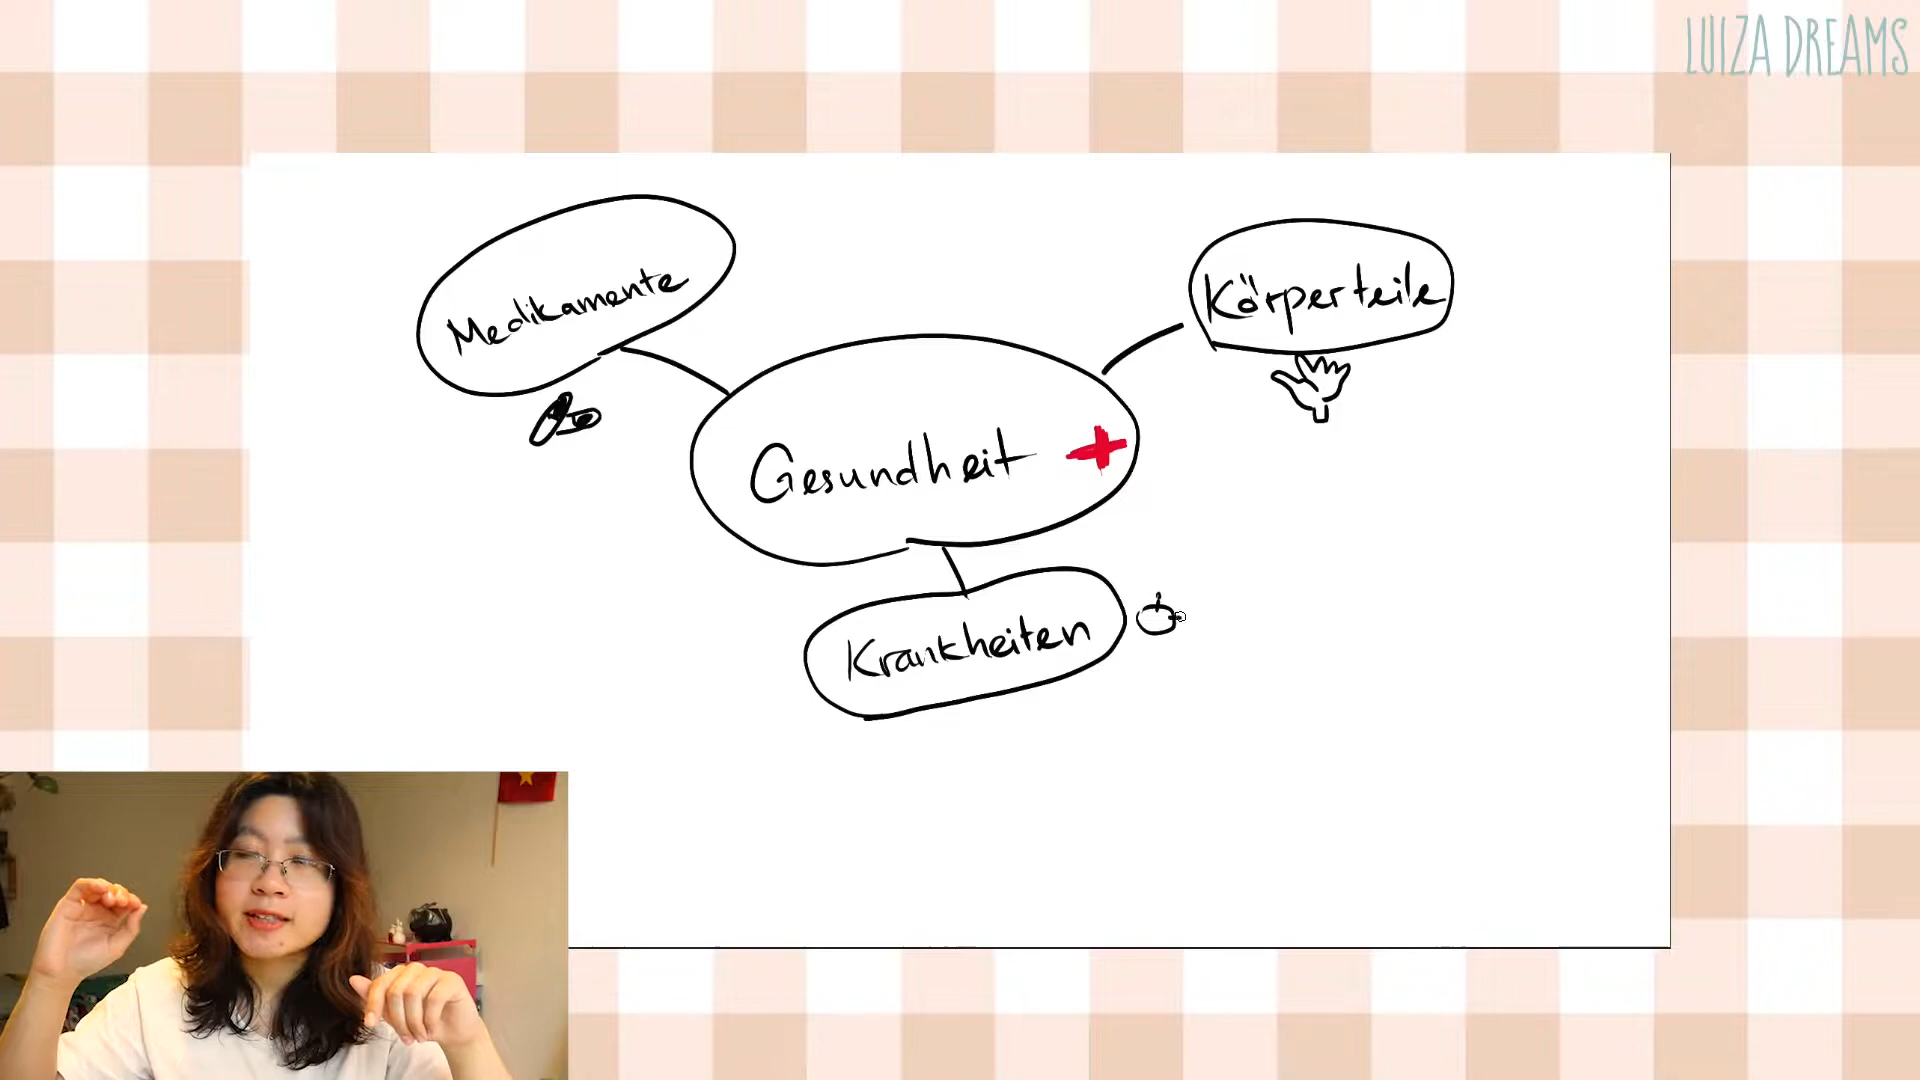 LUIZA DREAMS
Medikamente
Körperteile
Gesundheit
Krankheiten